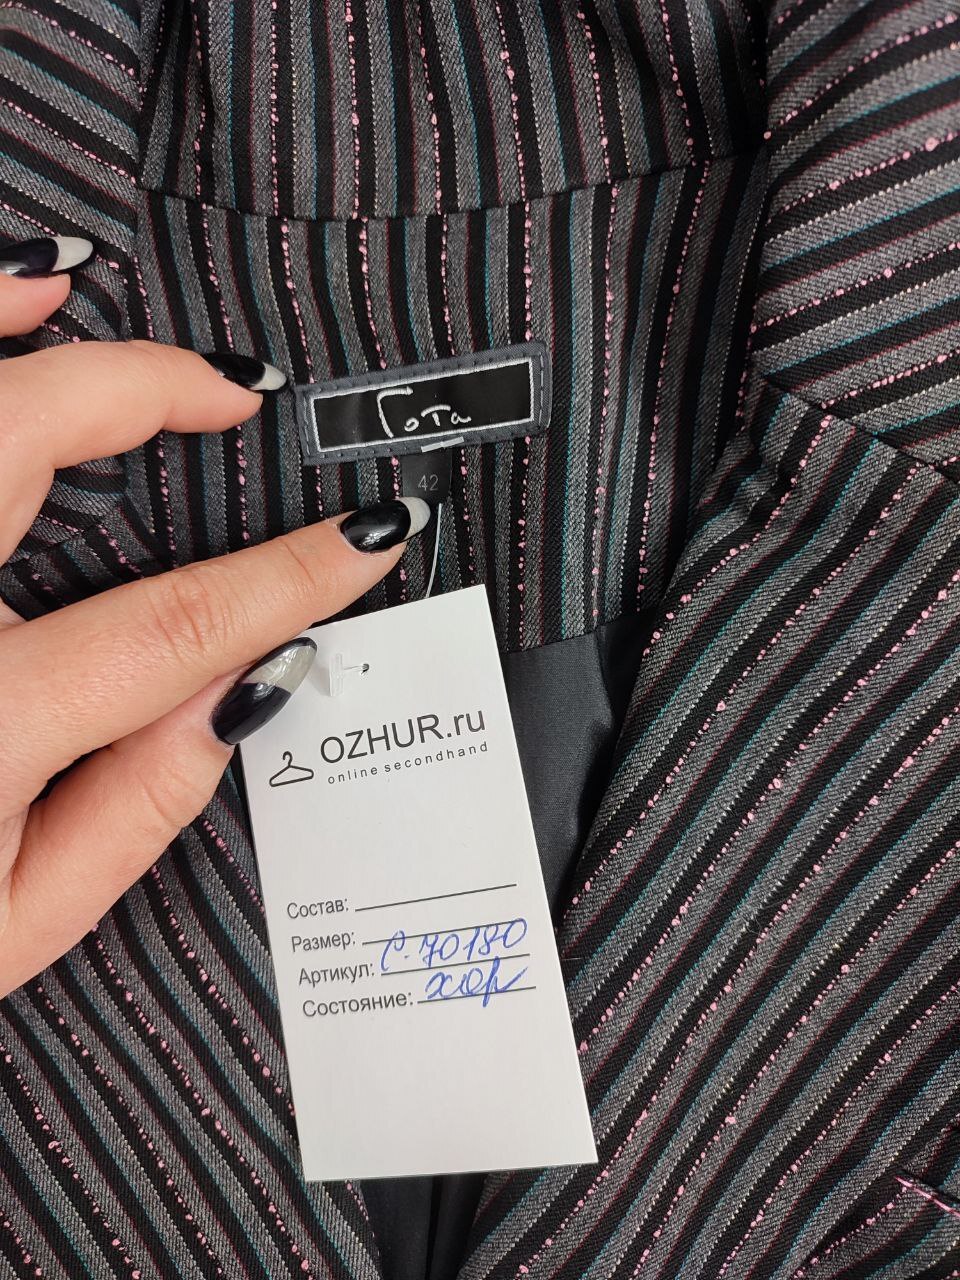 Гота
42
OZHUR.ru
online secondhand
Состав:
Размер:
Артикул: С-70180
Состояние: хор